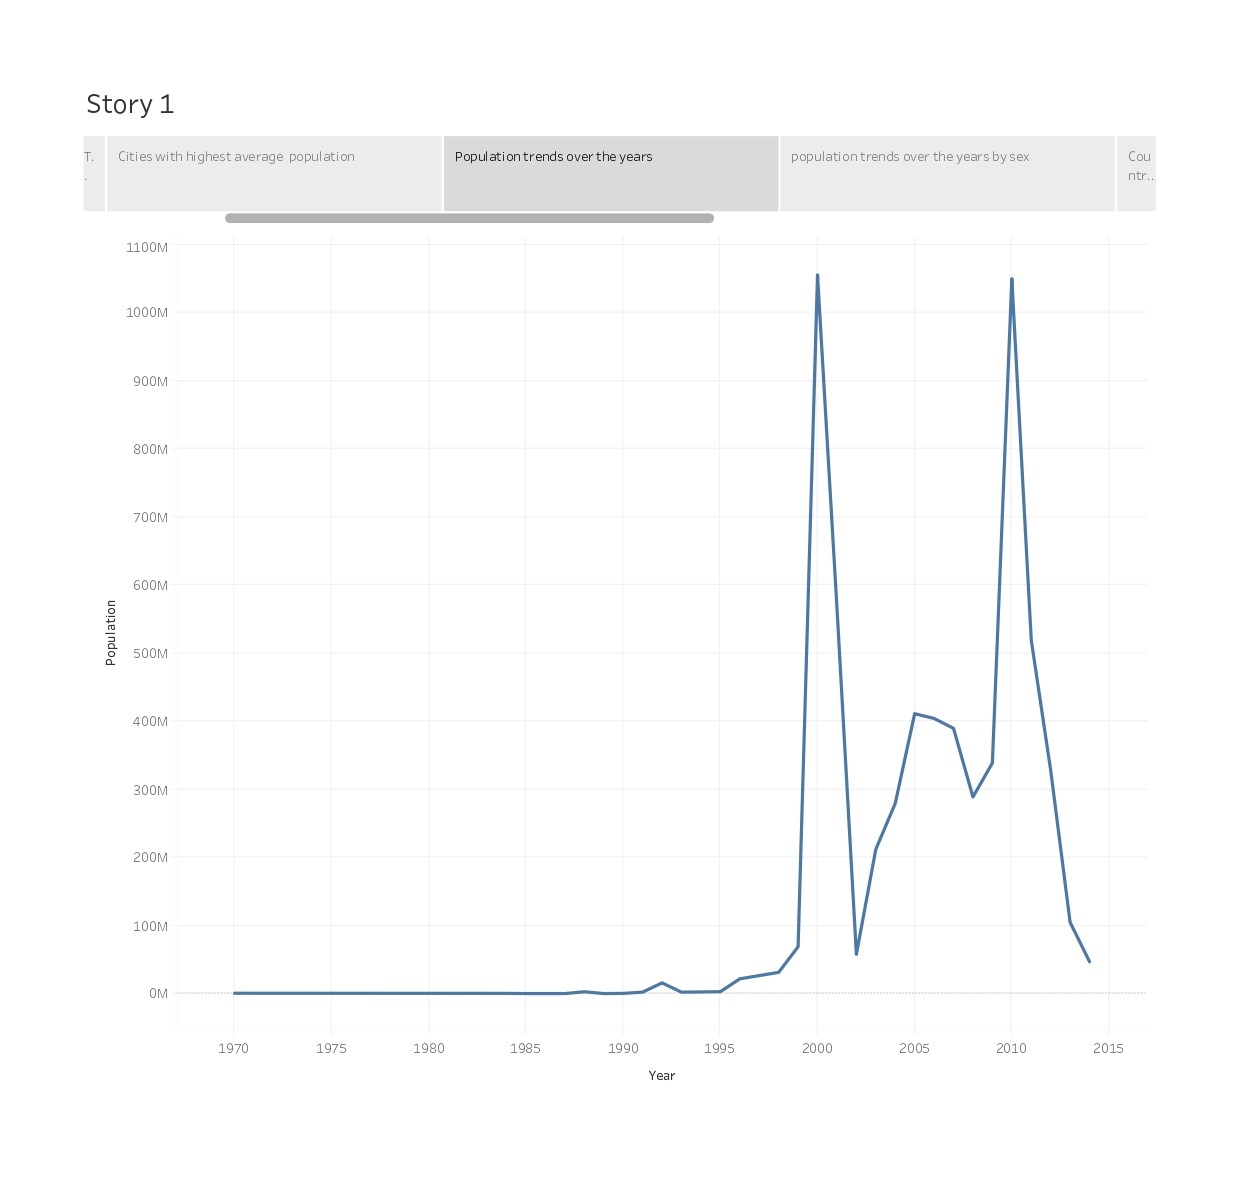 Story 1
T.
.
Cities with highest average population
Population trends over the years
population trends over the years by sex
Cou
ntr..
1100M
1000M
900M
800M
700M
600M
500M
400M
300M
200M
100M
0M
Population
1970 1975 1980 1985 1990 1995 2000 2005 2010 2015
Year